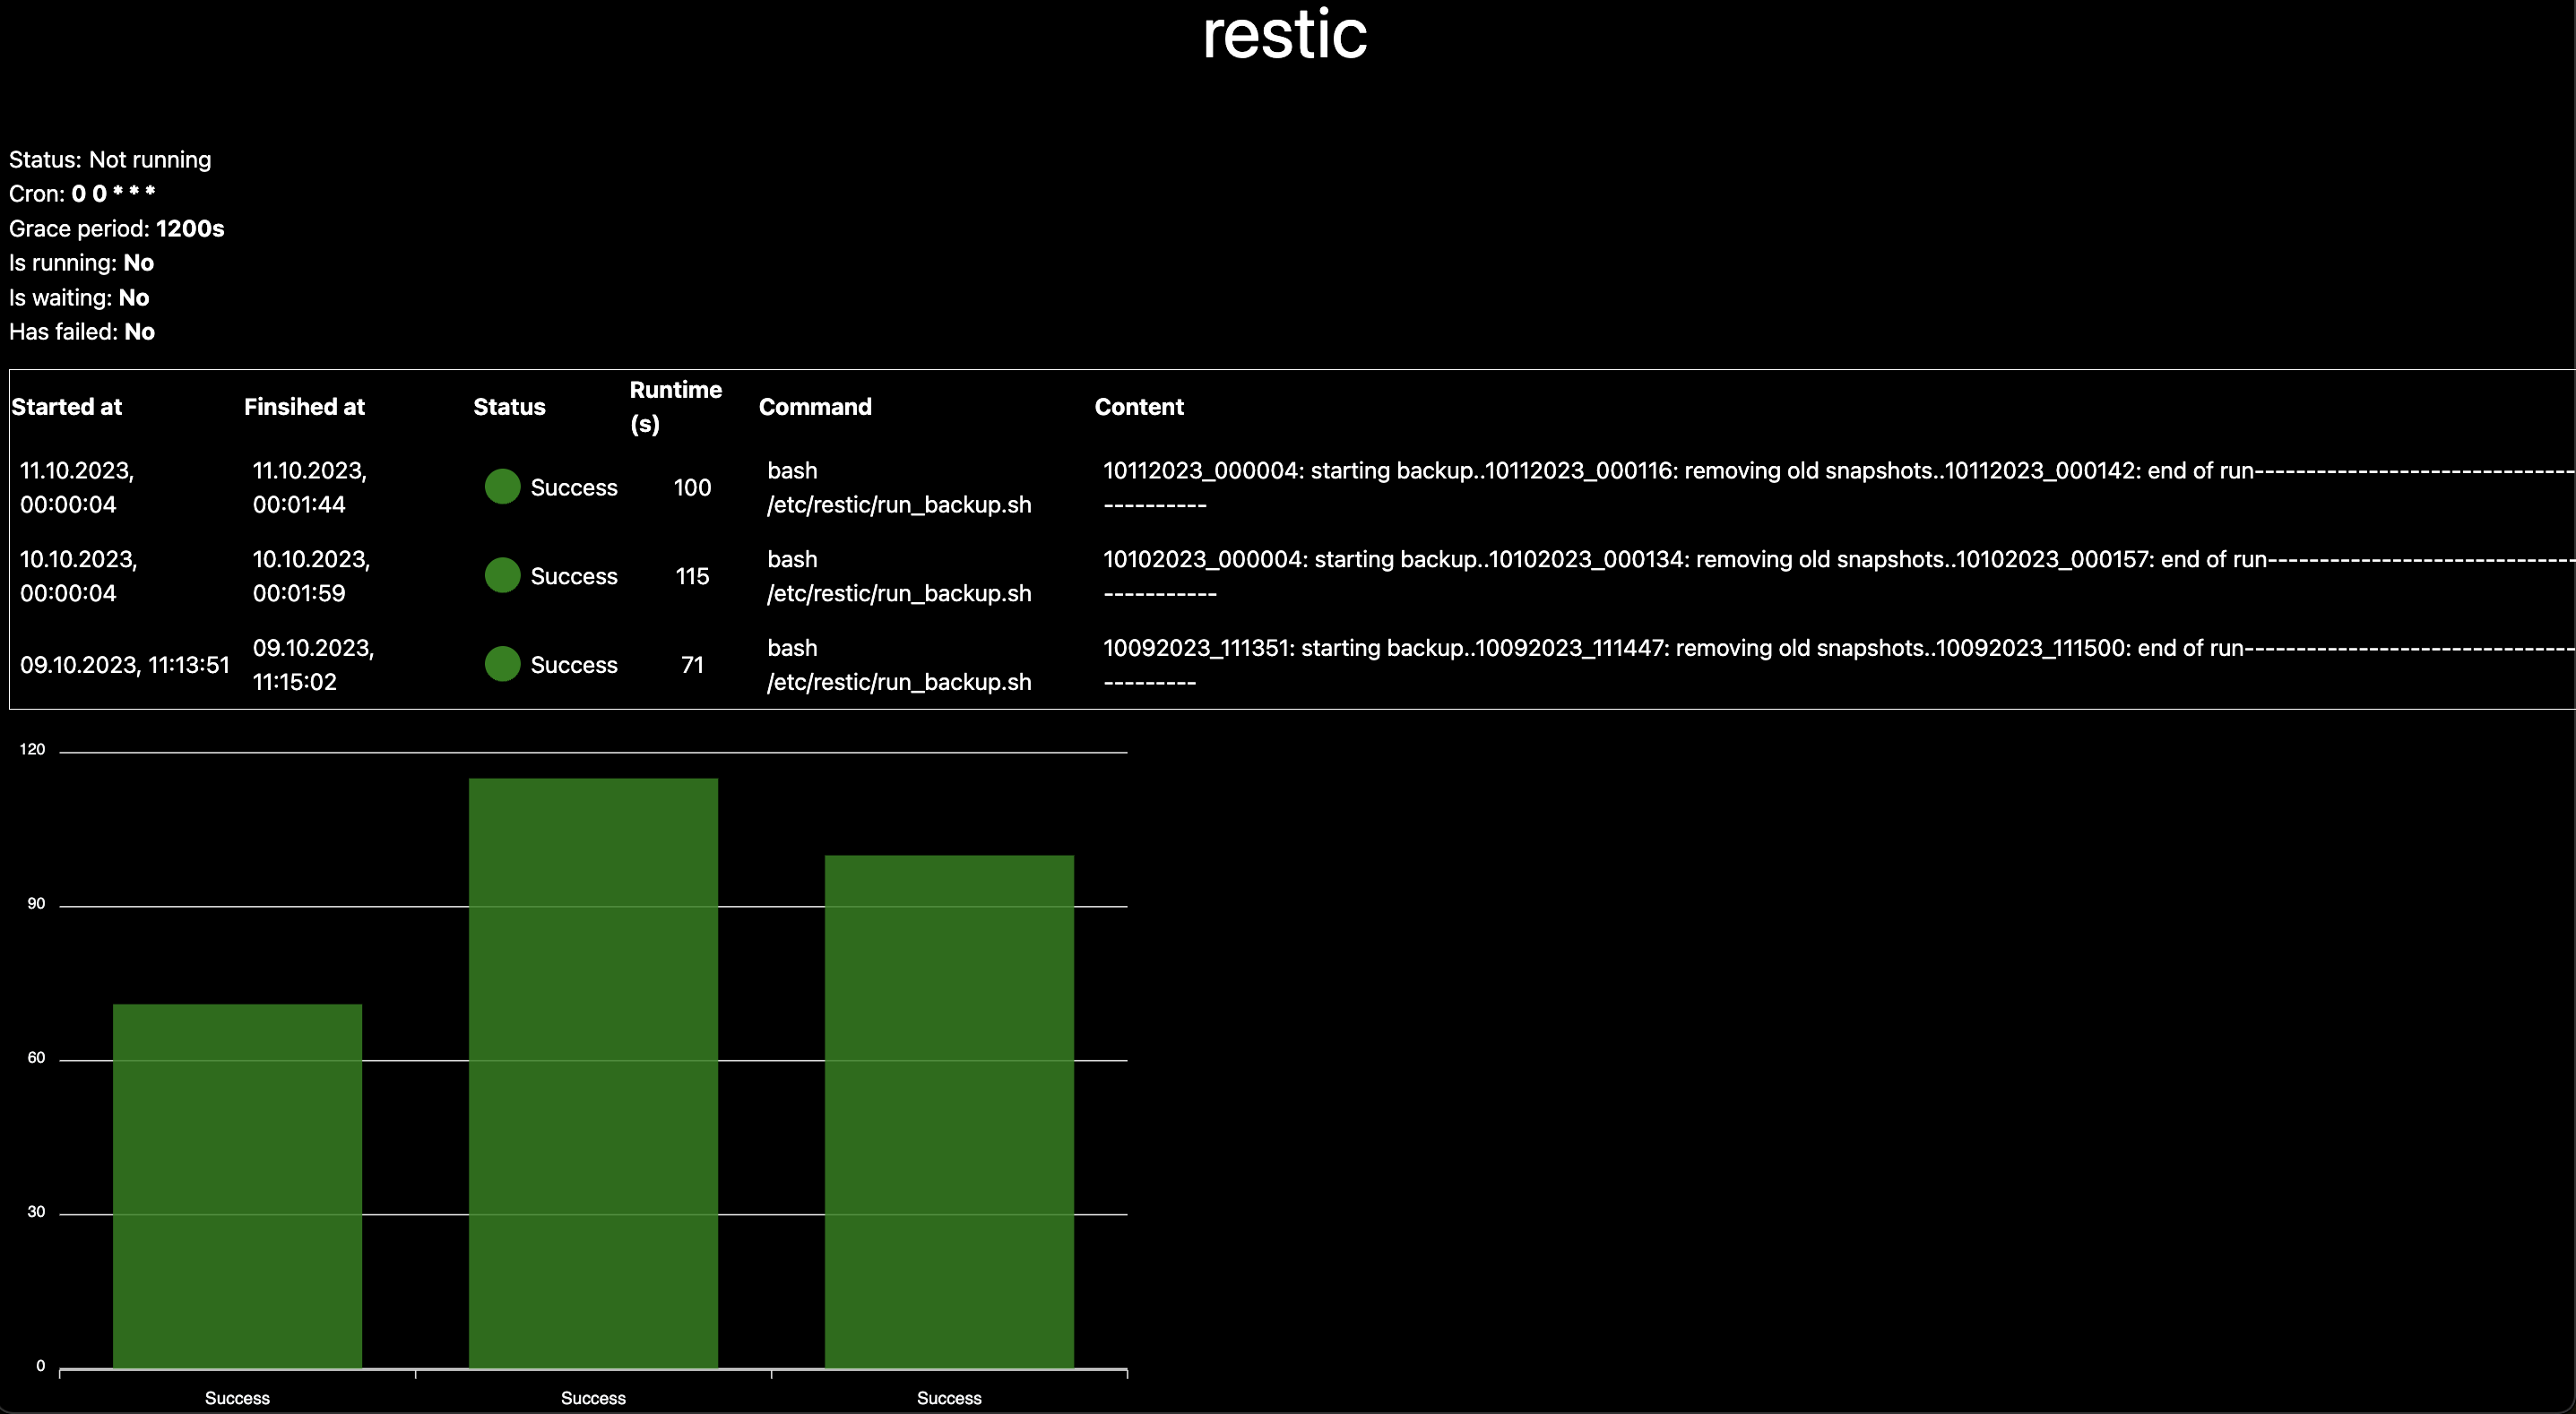 restic
Status: Not running
Cron: 0 0 * * *
Grace period: 1200s
Is running: No
Is waiting: No
Has failed: No
Started at Finsihed at Status Runtime (s) Command Content
11.10.2023, 00:00:04 11.10.2023, 00:01:44 Success 100 bash /etc/restic/run_backup.sh 10112023_000004: starting backup..10112023_000116: removing old snapshots..10112023_000142: end of run-------------------------------
----------
10.10.2023, 00:00:04 10.10.2023, 00:01:59 Success 115 bash /etc/restic/run_backup.sh 10102023_000004: starting backup..10102023_000134: removing old snapshots..10102023_000157: end of run------------------------------
-----------
09.10.2023, 11:13:51 09.10.2023, 11:15:02 Success 71 bash /etc/restic/run_backup.sh 10092023_111351: starting backup..10092023_111447: removing old snapshots..10092023_111500: end of run--------------------------------
---------
120
90
60
30
0
Success Success Success